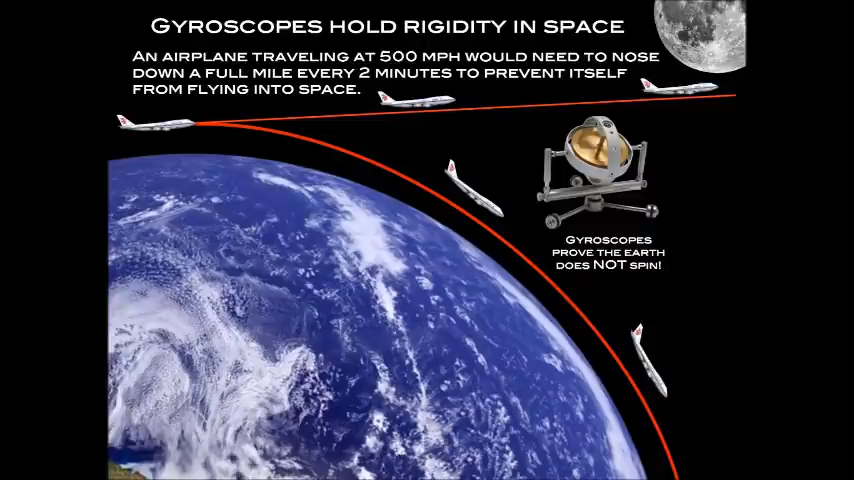 Gyroscopes hold rigidity in space
An airplane traveling at 500 mph would need to nose
down a full mile every 2 minutes to prevent itself
from flying into space.
Gyroscopes
prove the earth
does NOT spin!